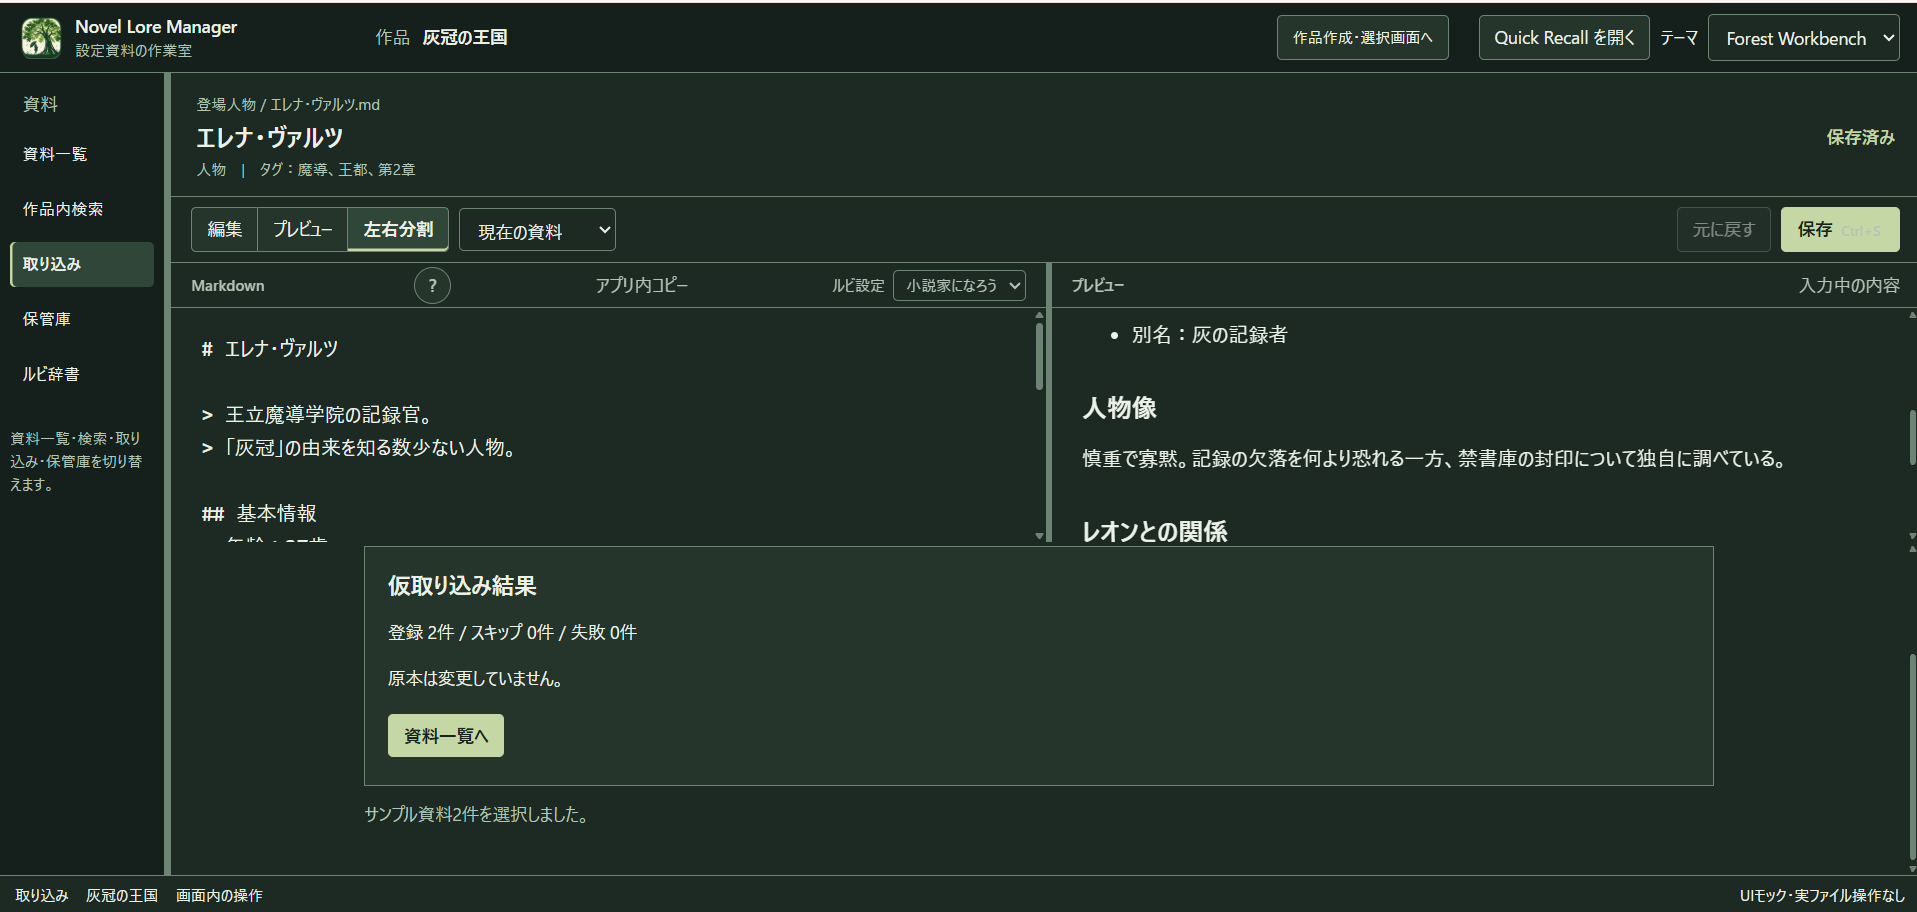 Novel Lore Manager
設定資料の作業室
作品 灰冠の王国
作品作成・選択画面へ
Quick Recall を開く
テーマ
Forest Workbench
資料
資料一覧
作品内検索
取り込み
保管庫
ルビ辞書
資料一覧・検索・取り
込み・保管庫を切り替
えます。
登場人物 / エレナ・ヴァルツ.md
エレナ・ヴァルツ
人物 | タグ：魔導、王都、第2章
保存済み
編集
プレビュー
左右分割
現在の資料
元に戻す
保存 Ctrl+S
Markdown
?
アプリ内コピー
ルビ設定
小説家になろう
# エレナ・ヴァルツ
> 王立魔導学院の記録官。
> 「灰冠」の由来を知る数少ない人物。
## 基本情報
プレビュー
入力中の内容
• 別名：灰の記録者
人物像
慎重で寡黙。記録の欠落を何より恐れる一方、禁書庫の封印について独自に調べている。
レオンとの関係
仮取り込み結果
登録 2件 / スキップ 0件 / 失敗 0件
原本は変更していません。
資料一覧へ
サンプル資料2件を選択しました。
取り込み 灰冠の王国 画面内の操作
UIモック・実ファイル操作なし